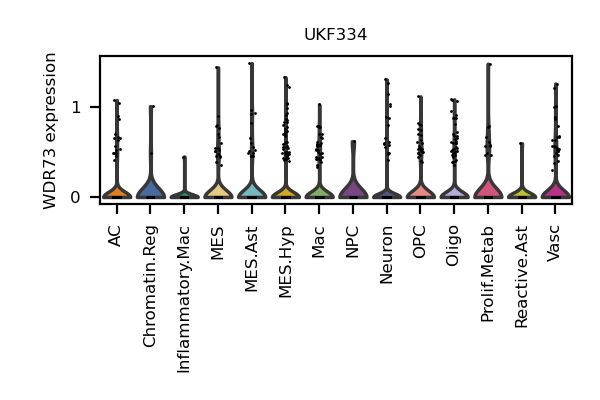 UKF334
WDR73 expression
1
0
AC
Chromatin.Reg
Inflammatory.Mac
MES
MES.Ast
MES.Hyp
Mac
NPC
Neuron
OPC
Oligo
Prolif.Metab
Reactive.Ast
Vasc